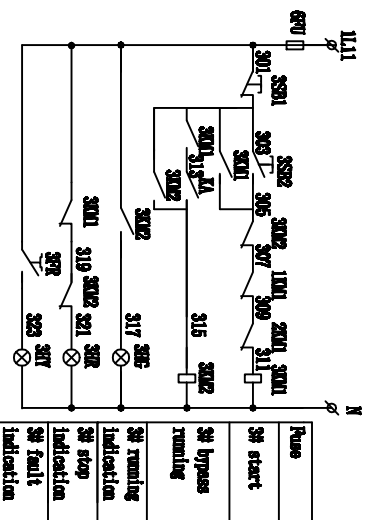 1L11
N
6FU
Fuse
3SB1
3SB2
301
303
305
3KM2
307
1KM1
309
2KM1
311
3KM1
3# start
3KM1
3KM1
313
KA
3KM2
315
3KM2
3# bypass
running
3KM2
317
3HG
3# running
indication
3KM1
319
3KM2
321
3HR
3# stop
indication
3FR
323
3HY
3# fault
indication